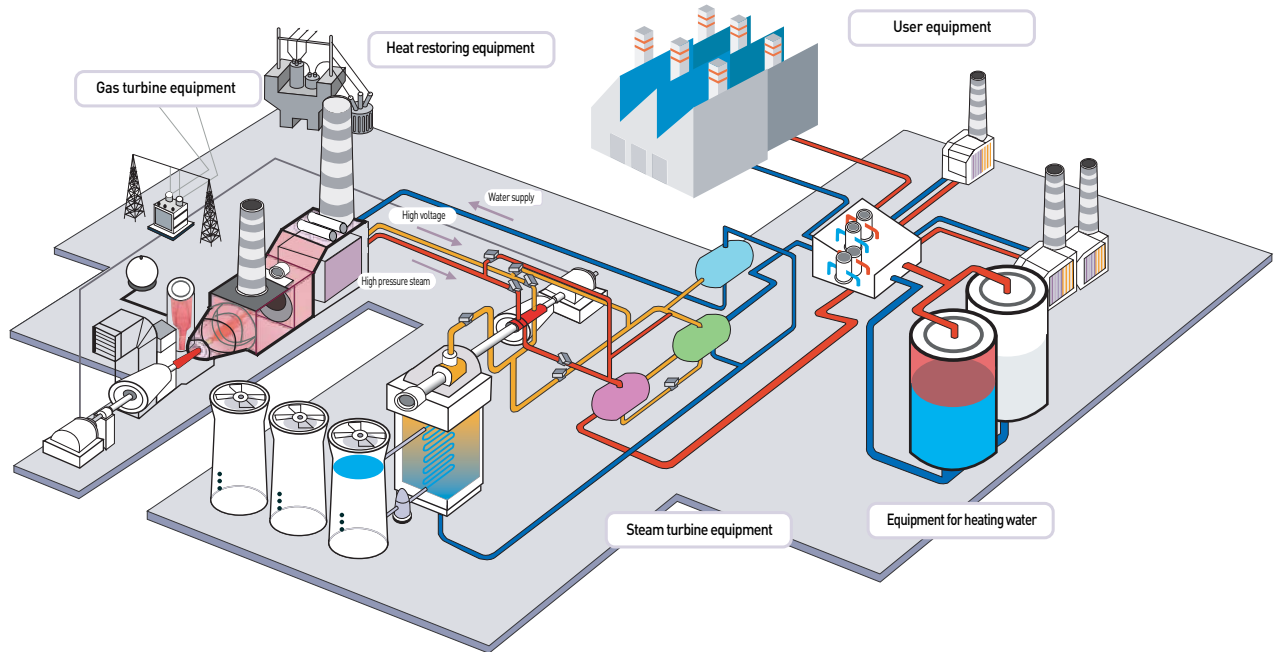 User equipment
Heat restoring equipment
Gas turbine equipment
Water supply
High voltage
High pressure steam
Steam turbine equipment
Equipment for heating water